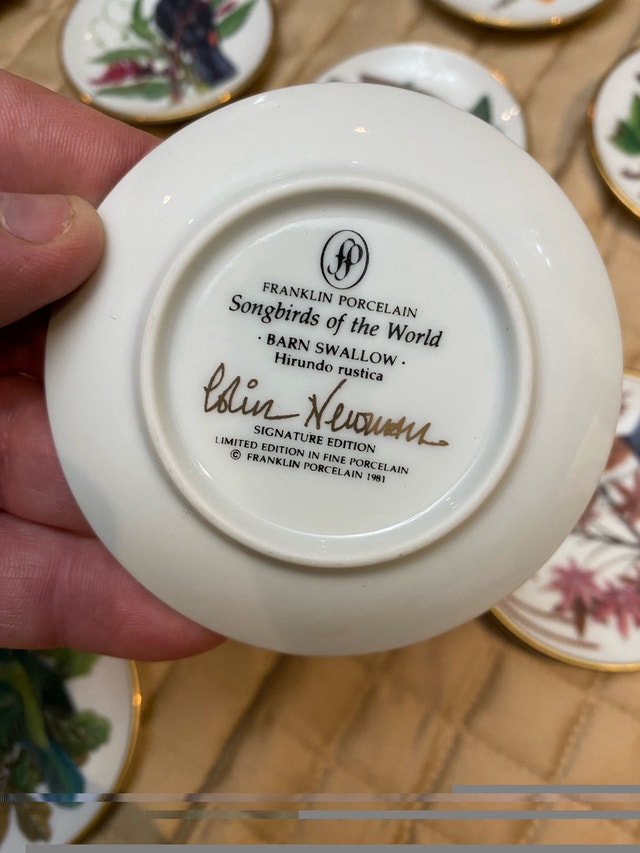 fp
FRANKLIN PORCELAIN
Songbirds of the World
· BARN SWALLOW ·
Hirundo rustica
Colin Newman
SIGNATURE EDITION
LIMITED EDITION IN FINE PORCELAIN
© FRANKLIN PORCELAIN 1981